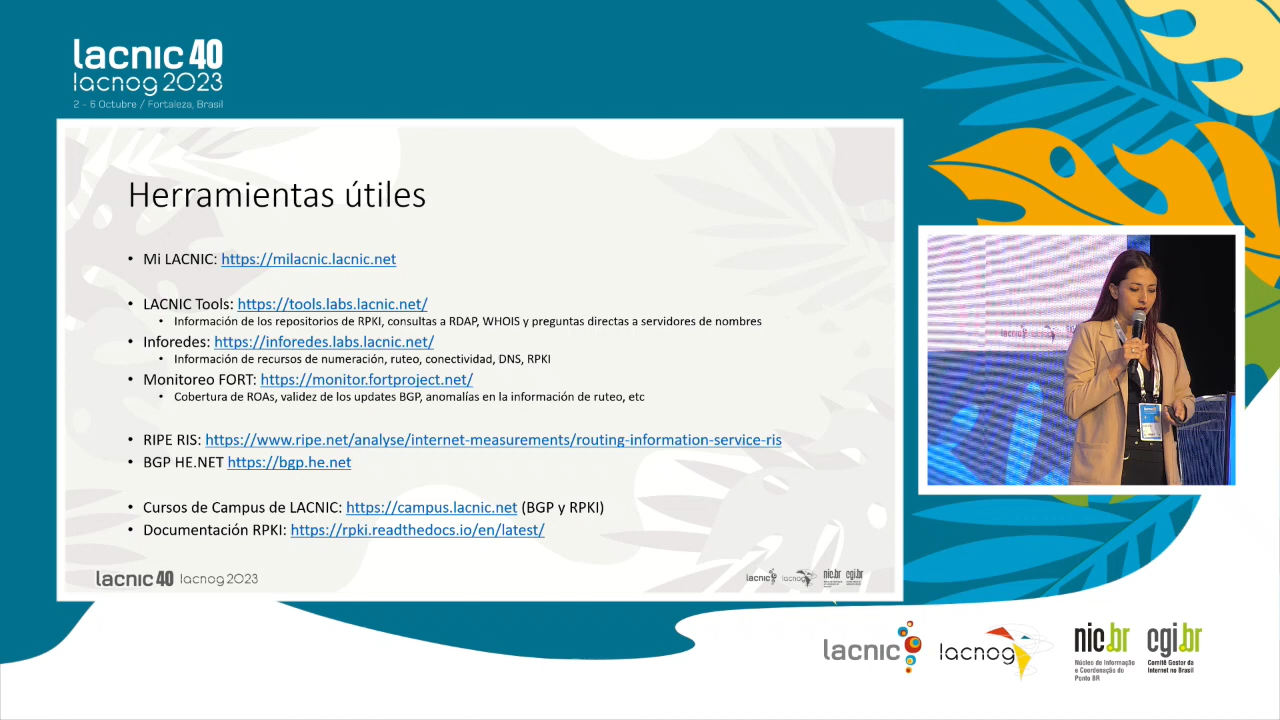 lacnic 40
lacnog 2023
2 - 6 Octubre / Fortaleza, Brasil
Herramientas útiles
• Mi LACNIC: https://milacnic.lacnic.net
• LACNIC Tools: https://tools.labs.lacnic.net/
• Información de los repositorios de RPKI, consultas a RDAP, WHOIS y preguntas directas a servidores de nombres
• Inforedes: https://inforedes.labs.lacnic.net/
• Información de recursos de numeración, ruteo, conectividad, DNS, RPKI
• Monitoreo FORT: https://monitor.fortproject.net/
• Cobertura de ROAs, validez de los updates BGP, anomalías en la información de ruteo, etc
• RIPE RIS: https://www.ripe.net/analyse/internet-measurements/routing-information-service-ris
• BGP HE.NET https://bgp.he.net
• Cursos de Campus de LACNIC: https://campus.lacnic.net (BGP y RPKI)
• Documentación RPKI: https://rpki.readthedocs.io/en/latest/
lacnic 40 lacnog 2023
lacnic lacnog nic.br cgi.br
lacnic lacnog nic.br cgi.br
Núcleo de Informação e Coordenação do Ponto BR
Comitê Gestor da Internet no Brasil